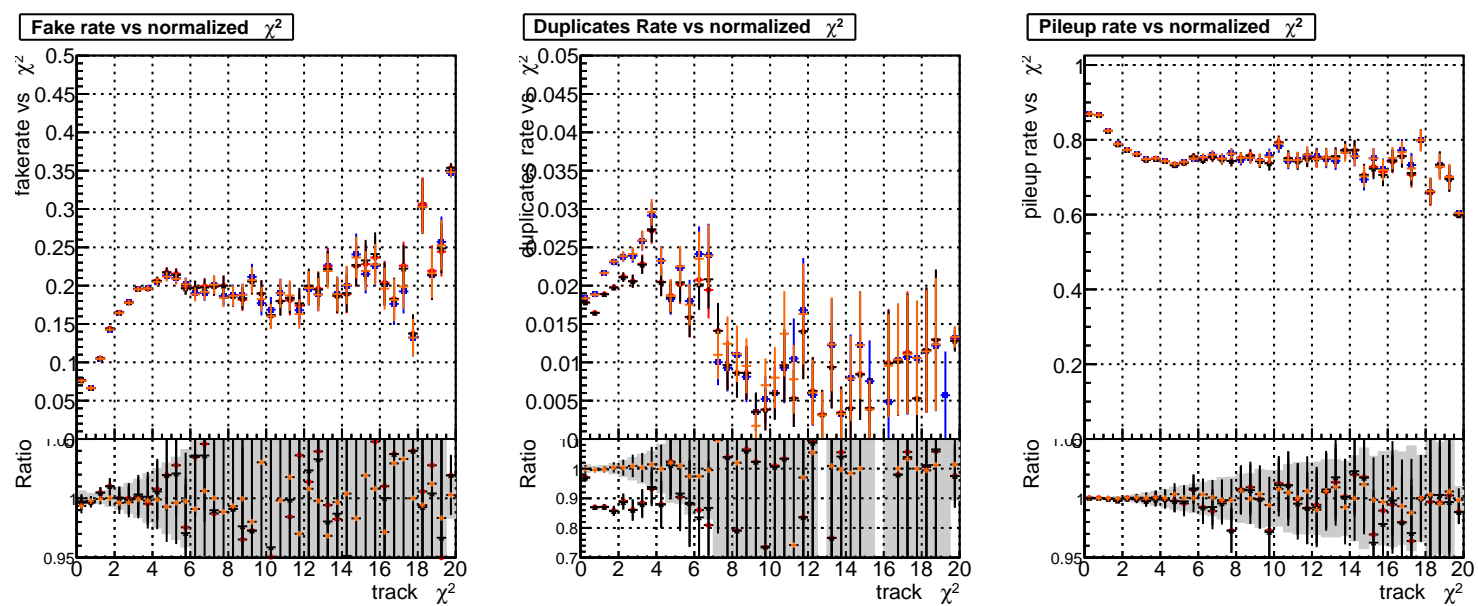 Fake rate vs normalized χ²
fakerate vs χ²
0.5
0.45
0.4
0.35
0.3
0.25
0.2
0.15
0.1
0.05
Ratio
1
0.95
0 2 4 6 8 10 12 14 16 18 20
track χ²
Duplicates Rate vs normalized χ²
duplicates rate vs χ²
0.05
0.045
0.04
0.035
0.03
0.025
0.02
0.015
0.01
0.005
Ratio
1
0.9
0.8
0.7
0 2 4 6 8 10 12 14 16 18 20
track χ²
Pileup rate vs normalized χ²
pileup rate vs χ²
1
0.8
0.6
0.4
0.2
Ratio
1
0.95
0 2 4 6 8 10 12 14 16 18 20
track χ²